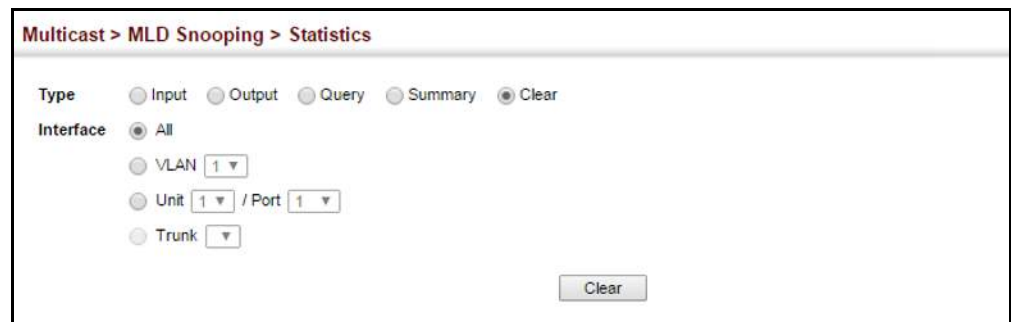 Multicast > MLD Snooping > Statistics
Type Input Output Query Summary Clear
Interface All
VLAN 1
Unit 1 / Port 1
Trunk
Clear